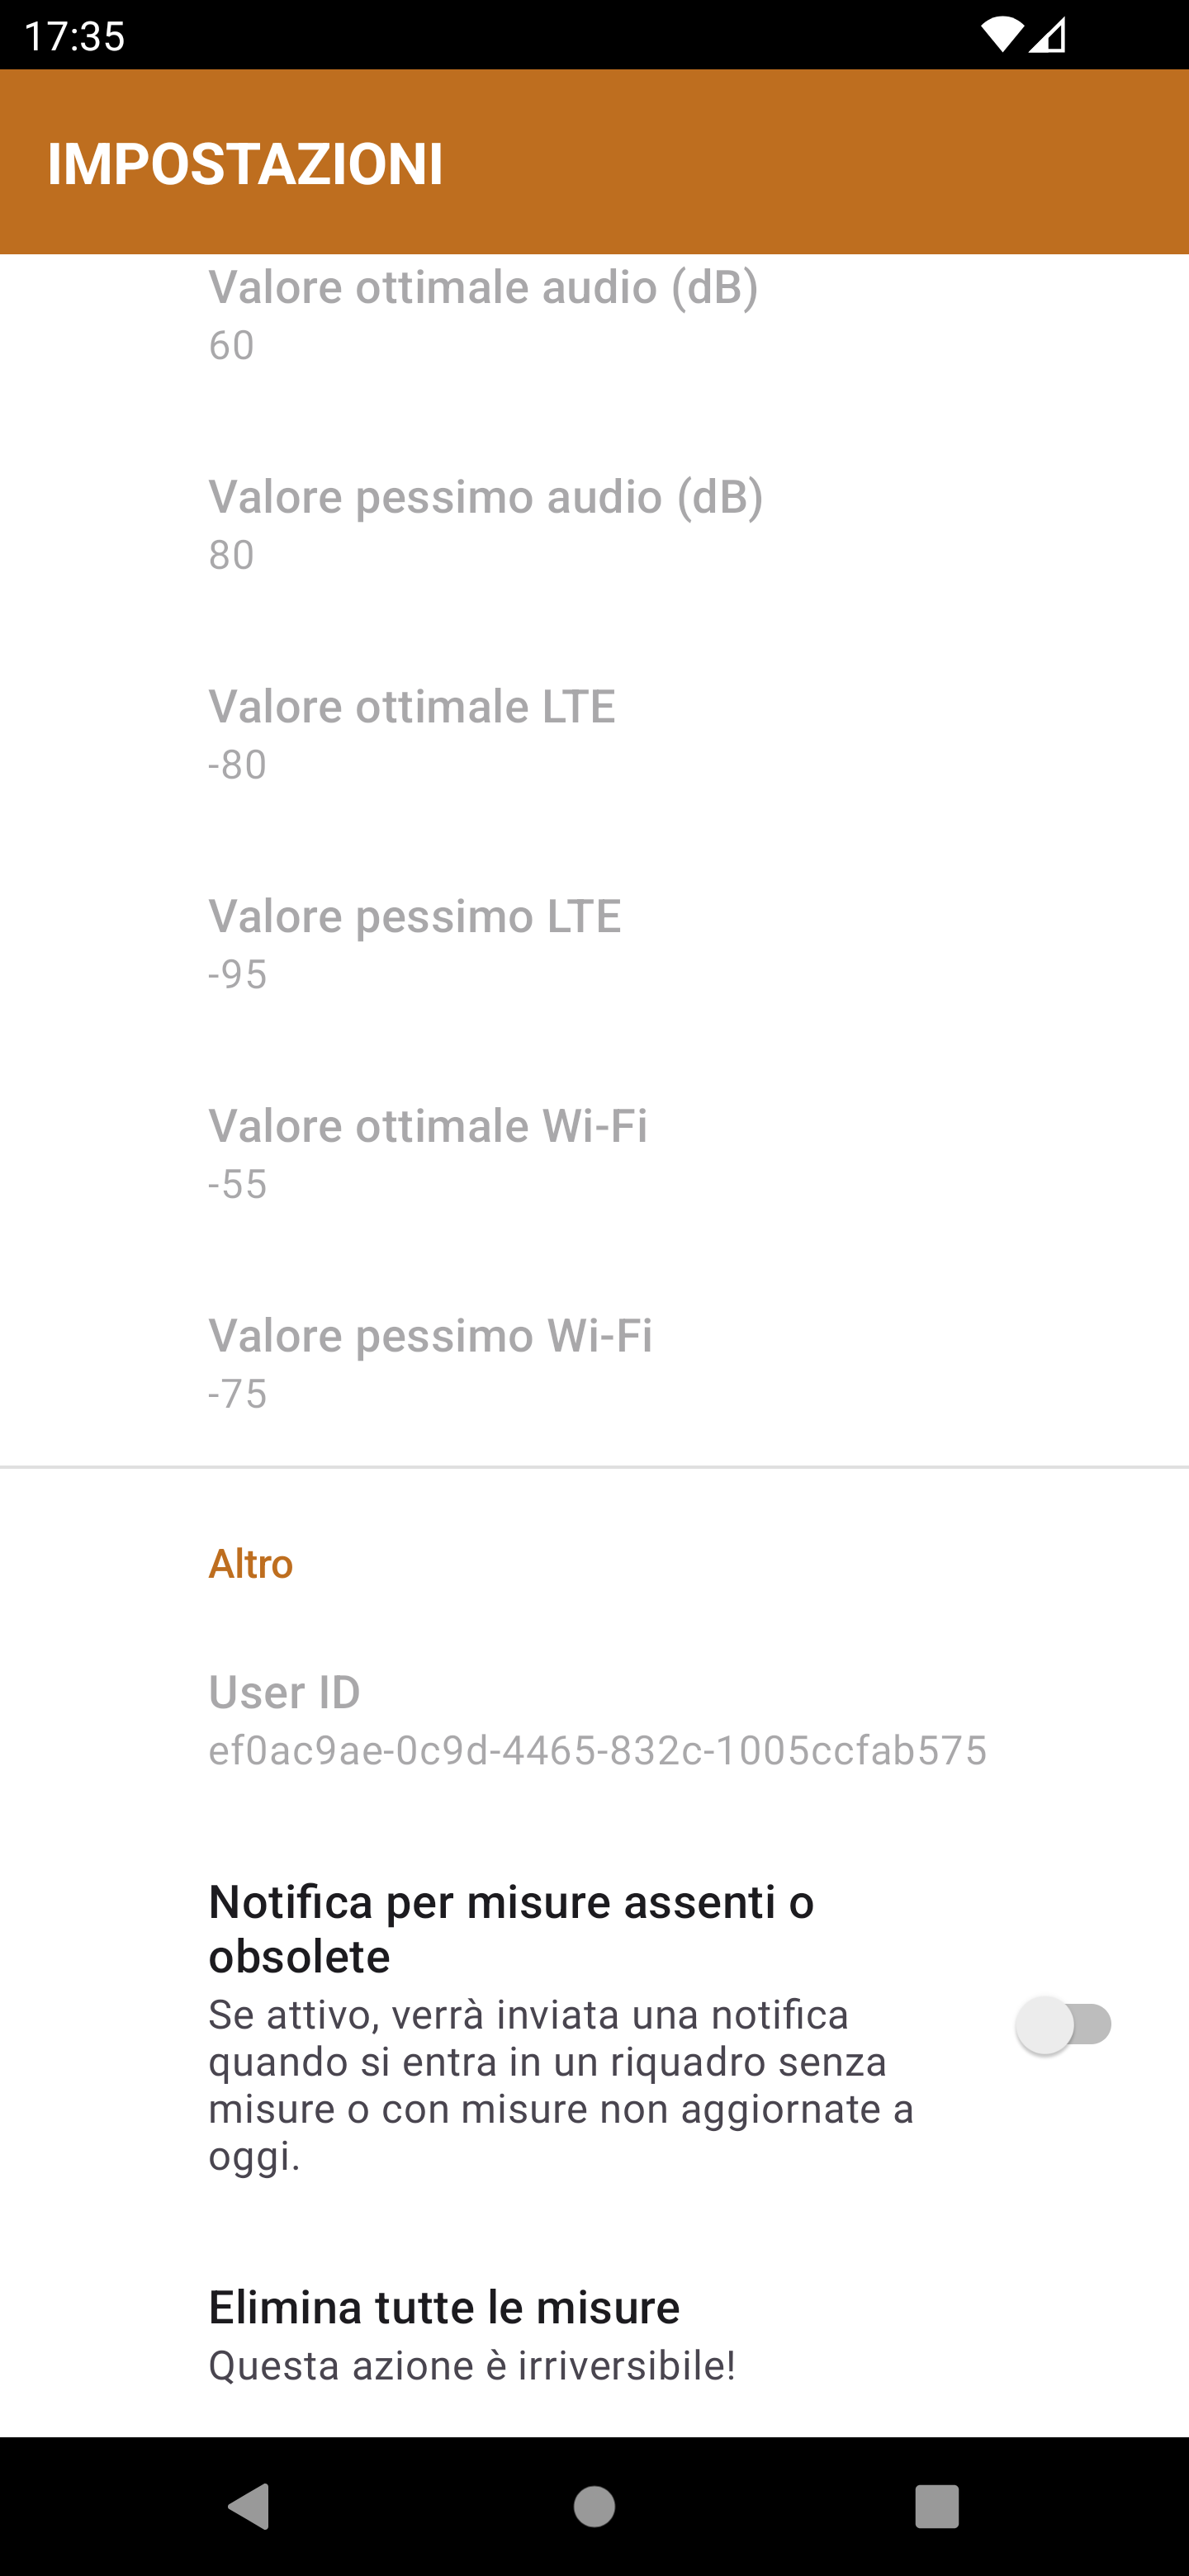 17:35
IMPOSTAZIONI
Valore ottimale audio (dB)
60
Valore pessimo audio (dB)
80
Valore ottimale LTE
-80
Valore pessimo LTE
-95
Valore ottimale Wi-Fi
-55
Valore pessimo Wi-Fi
-75
Altro
User ID
ef0ac9ae-0c9d-4465-832c-1005ccfab575
Notifica per misure assenti o
obsolete
Se attivo, verrà inviata una notifica
quando si entra in un riquadro senza
misure o con misure non aggiornate a
oggi.
Elimina tutte le misure
Questa azione è irriversibile!